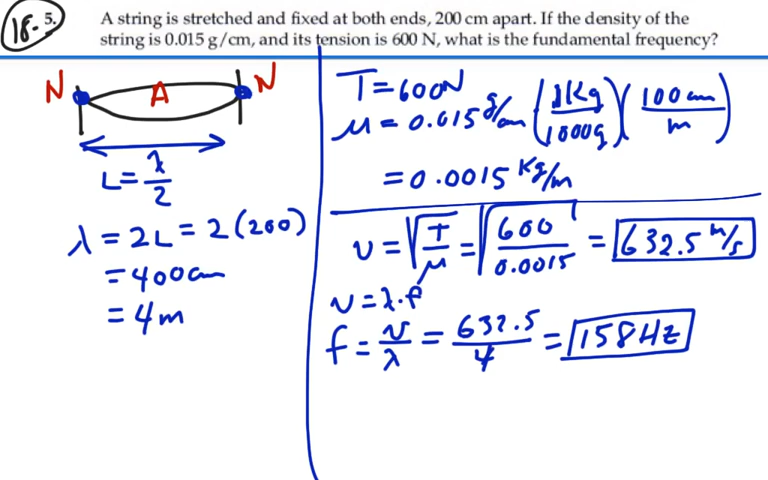 18- 5. A string is stretched and fixed at both ends, 200 cm apart. If the density of the
string is 0.015 g/cm, and its tension is 600 N, what is the fundamental frequency?
N A N
L = λ/2
λ = 2L = 2(200)
= 400cm
= 4m
T = 600N
μ = 0.015 g/cm (1Kg/1000g)(100cm/m)
= 0.0015 Kg/m
v = √(T/μ) = √(600/0.0015) = 632.5 m/s
v = λ·f
f = v/λ = 632.5/4 = 158Hz